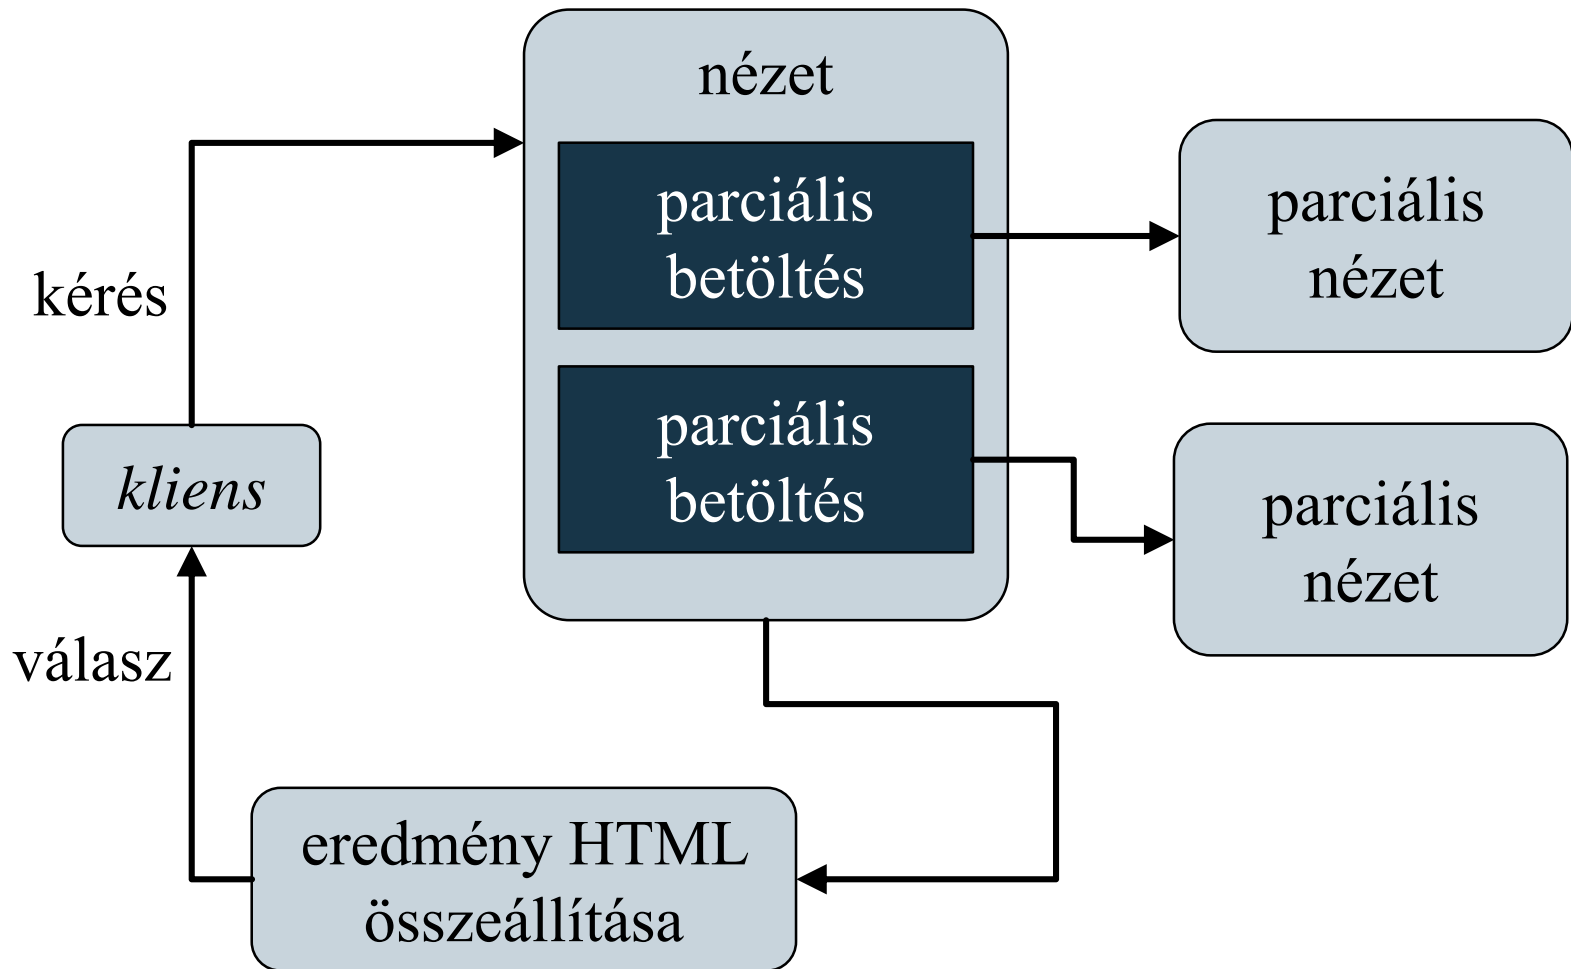 nézet
parciális
betöltés
parciális
nézet
kérés
parciális
betöltés
kliens
parciális
nézet
válasz
eredmény HTML
összeállítása